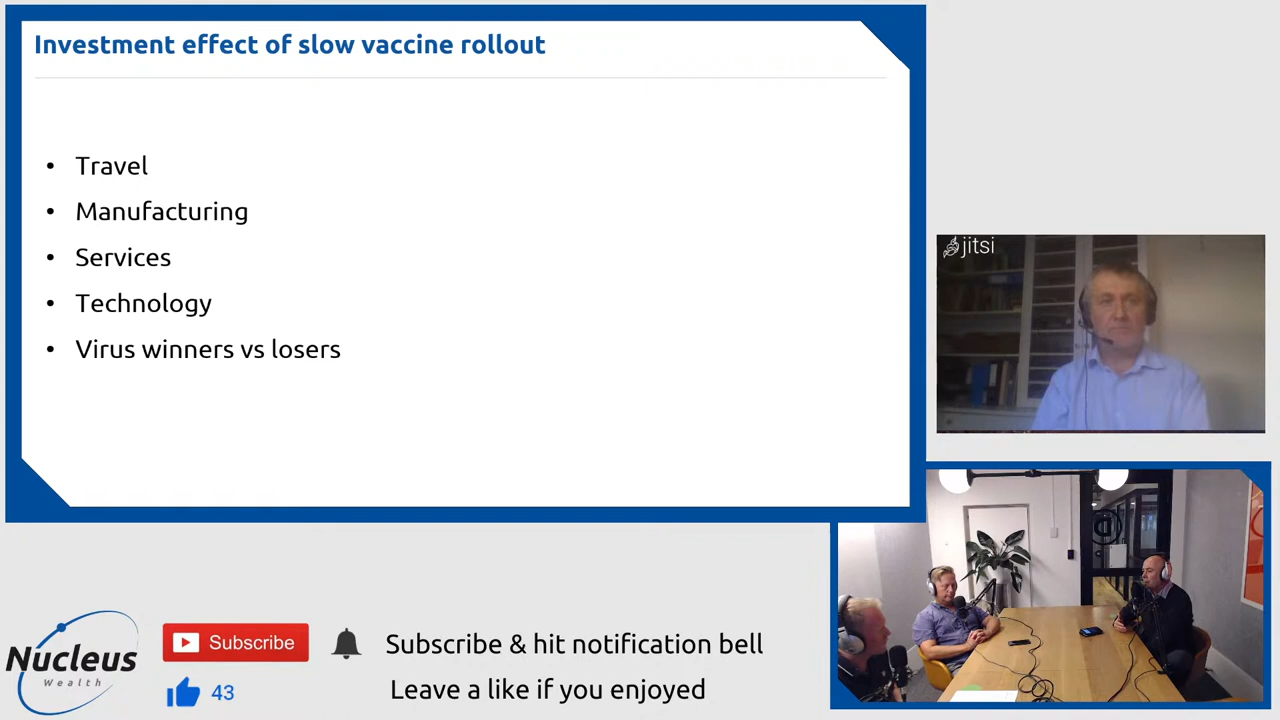 Investment effect of slow vaccine rollout
• Travel
• Manufacturing
• Services
• Technology
• Virus winners vs losers
jitsi
Nucleus
Wealth
Subscribe
43
Subscribe & hit notification bell
Leave a like if you enjoyed